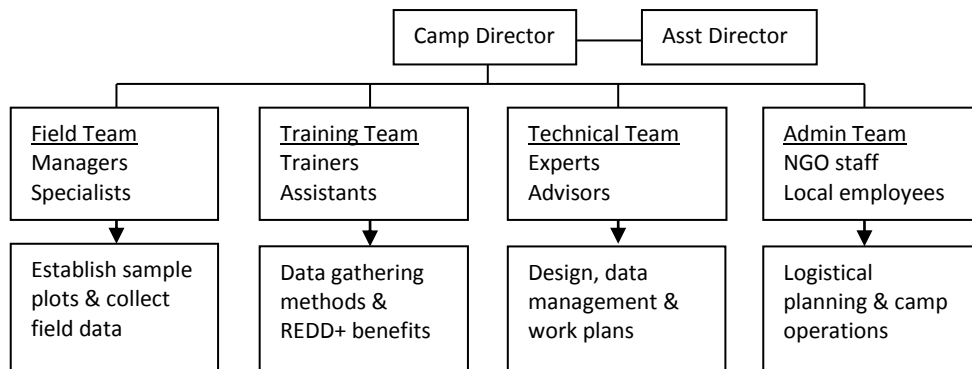 Camp Director
Asst Director
Field Team
Managers
Specialists
Training Team
Trainers
Assistants
Technical Team
Experts
Advisors
Admin Team
NGO staff
Local employees
Establish sample
plots & collect
field data
Data gathering
methods &
REDD+ benefits
Design, data
management &
work plans
Logistical
planning & camp
operations